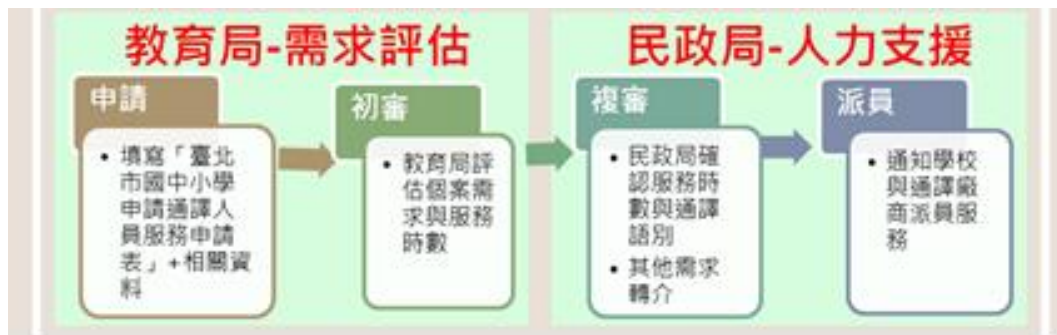 教育局-需求評估
民政局-人力支援
申請
• 填寫「臺北
市國中小學
申請通譯人
員服務申請
表」+相關資
料
初審
• 教育局評
估個案需
求與服務
時數
複審
• 民政局確
認服務時
數與通譯
語別
• 其他需求
轉介
派員
• 通知學校
與通譯廠
商派員服
務